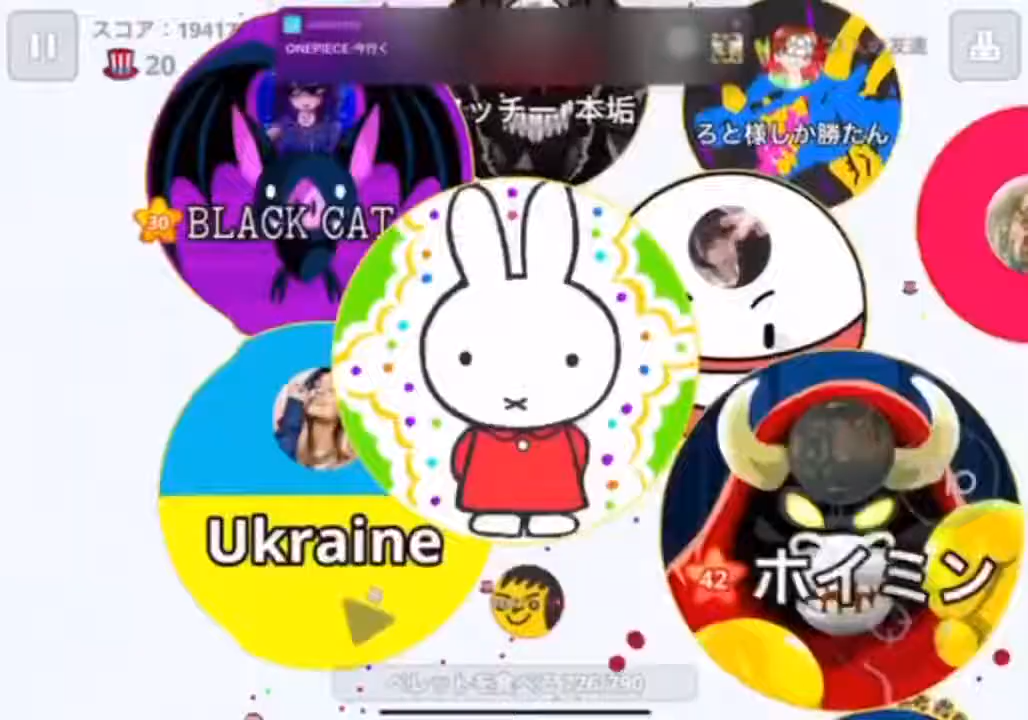 スコア：19417
20
ONEPIECE:今行く
ッチー 本垢
ろと様しか勝たん
30 BLACK CAT
Ukraine
42 ホイミン